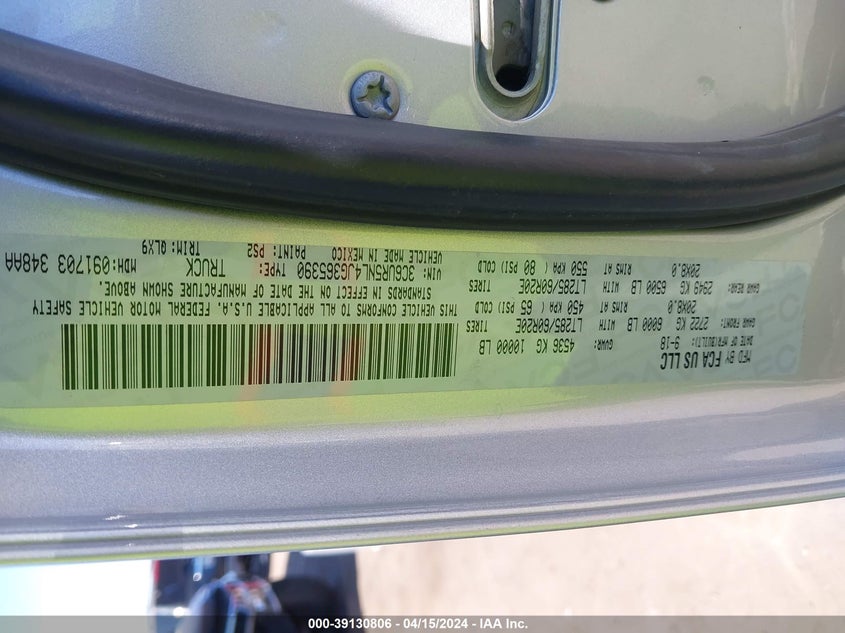 MFD BY FCA US LLC
DATE OF MFR(BUILT): 9-18 GVWR: 4536 KG 10000 LB
GAWR FRONT: 2722 KG 6000 LB WITH LT285/60R20E TIRES
20X8.0 RIMS AT 450 KPA ( 65 PSI) COLD
GAWR REAR: 2949 KG 6500 LB WITH LT285/60R20E TIRES
20X8.0 RIMS AT 550 KPA ( 80 PSI) COLD
THIS VEHICLE CONFORMS TO ALL APPLICABLE U.S.A. FEDERAL MOTOR VEHICLE SAFETY
STANDARDS IN EFFECT ON THE DATE OF MANUFACTURE SHOWN ABOVE.
VIN: 3C6UR5NL4JG365390 TYPE: TRUCK MDH:091703 348AA
VEHICLE MADE IN MEXICO PAINT: PS2 TRIM: QLX9
000-39130806 - 04/15/2024 - IAA Inc.